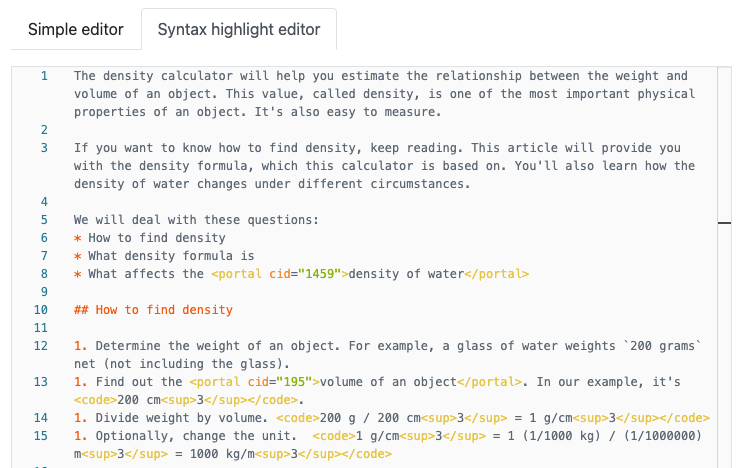 Simple editor
Syntax highlight editor
1 The density calculator will help you estimate the relationship between the weight and
volume of an object. This value, called density, is one of the most important physical
properties of an object. It's also easy to measure.
2
3 If you want to know how to find density, keep reading. This article will provide you
with the density formula, which this calculator is based on. You'll also learn how the
density of water changes under different circumstances.
4
5 We will deal with these questions:
6 * How to find density
7 * What density formula is
8 * What affects the <portal cid="1459">density of water</portal>
9
10 ## How to find density
11
12 1. Determine the weight of an object. For example, a glass of water weights `200 grams`
net (not including the glass).
13 1. Find out the <portal cid="195">volume of an object</portal>. In our example, it's
<code>200 cm<sup>3</sup></code>.
14 1. Divide weight by volume. <code>200 g / 200 cm<sup>3</sup> = 1 g/cm<sup>3</sup></code>
15 1. Optionally, change the unit.  <code>1 g/cm<sup>3</sup> = 1 (1/1000 kg) / (1/1000000)
m<sup>3</sup> = 1000 kg/m<sup>3</sup></code>